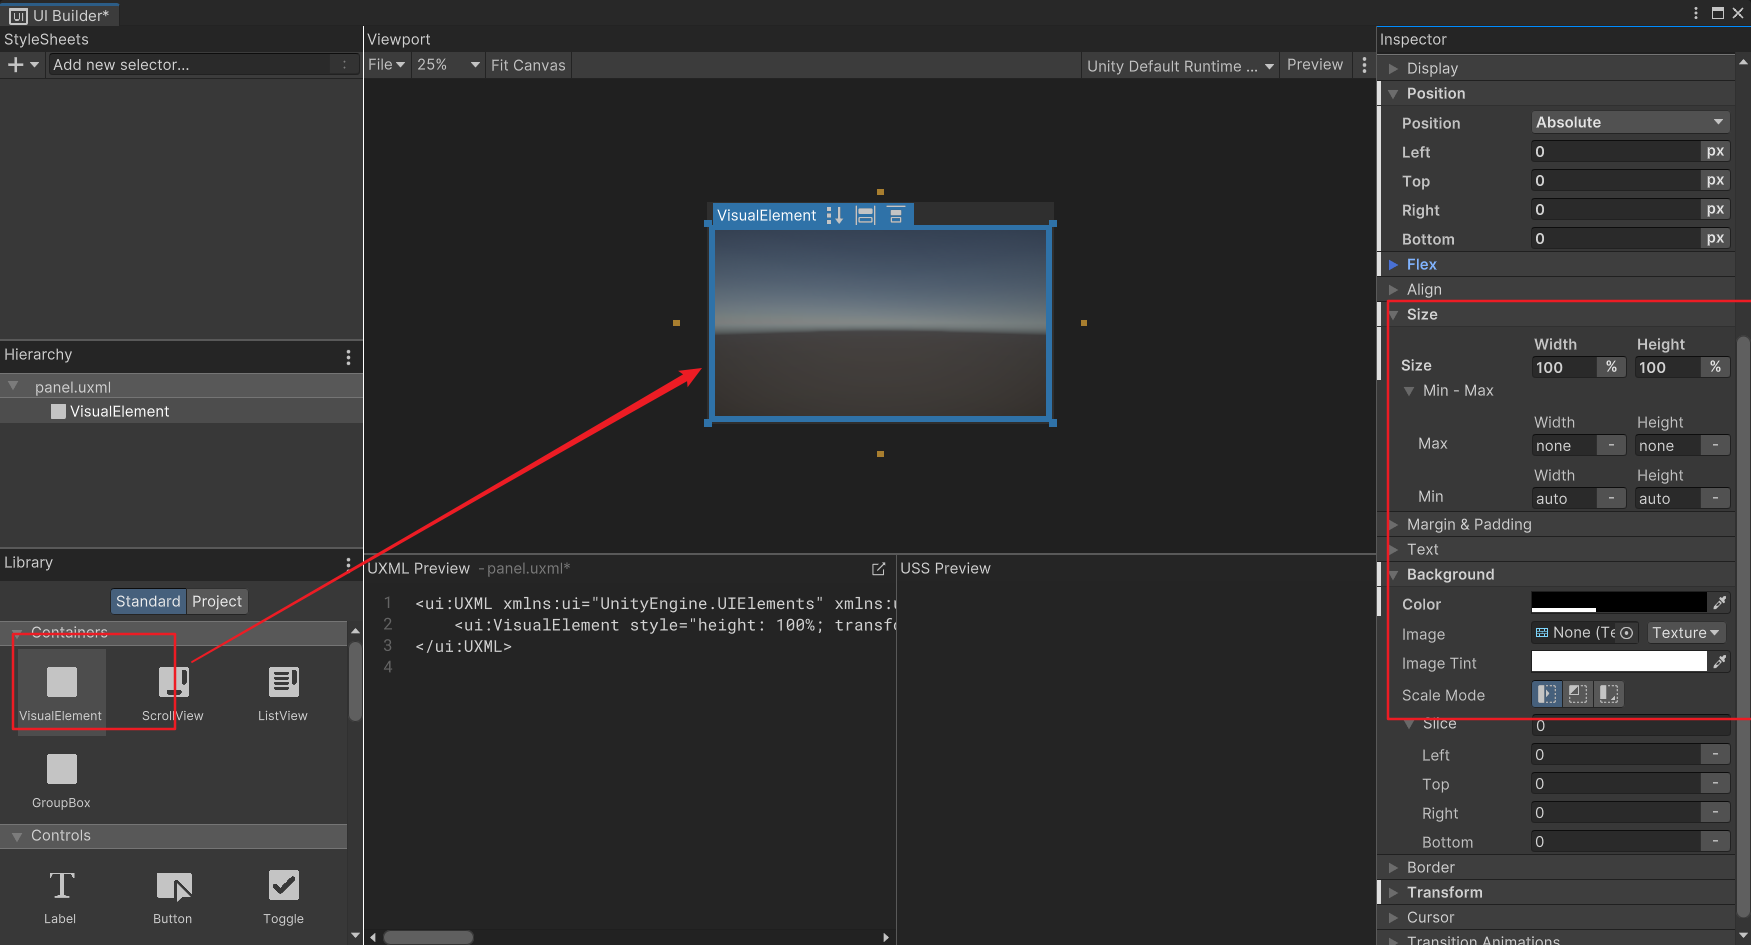 UI Builder*
StyleSheets
Add new selector...
Hierarchy
panel.uxml
VisualElement
Library
Standard
Project
Containers
VisualElement
ScrollView
ListView
GroupBox
Controls
Label
Button
Toggle
Viewport
File
25%
Fit Canvas
Unity Default Runtime ...
Preview
VisualElement
UXML Preview - panel.uxml*
1 <ui:UXML xmlns:ui="UnityEngine.UIElements" xmlns:u
2 <ui:VisualElement style="height: 100%; transfo
3 </ui:UXML>
4
USS Preview
Inspector
Display
Position
Position Absolute
Left 0 px
Top 0 px
Right 0 px
Bottom 0 px
Flex
Align
Size
Width Height
Size 100 % 100 %
Min - Max
Width Height
Max none - none -
Width Height
Min auto - auto -
Margin & Padding
Text
Background
Color
Image None (Te Texture
Image Tint
Scale Mode
Slice 0
Left 0 -
Top 0 -
Right 0 -
Bottom 0 -
Border
Transform
Cursor
Transition Animations